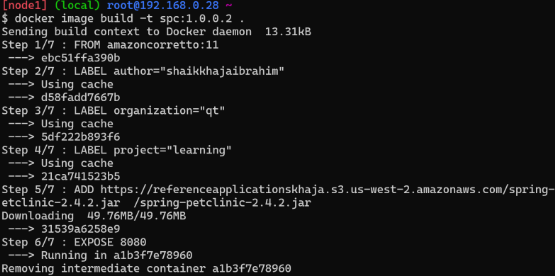 [node1] (local) root@192.168.0.28 ~
$ docker image build -t spc:1.0.0.2 .
Sending build context to Docker daemon  13.31kB
Step 1/7 : FROM amazoncorretto:11
 ---> ebc51ffa390b
Step 2/7 : LABEL author="shaikkhajaibrahim"
 ---> Using cache
 ---> d58fadd7667b
Step 3/7 : LABEL organization="qt"
 ---> Using cache
 ---> 5df222b893f6
Step 4/7 : LABEL project="learning"
 ---> Using cache
 ---> 21ca741523b5
Step 5/7 : ADD https://referenceapplicationskhaja.s3.us-west-2.amazonaws.com/spring-
etclinic-2.4.2.jar  /spring-petclinic-2.4.2.jar
Downloading  49.76MB/49.76MB
 ---> 31539a6258e9
Step 6/7 : EXPOSE 8080
 ---> Running in a1b3f7e78960
Removing intermediate container a1b3f7e78960